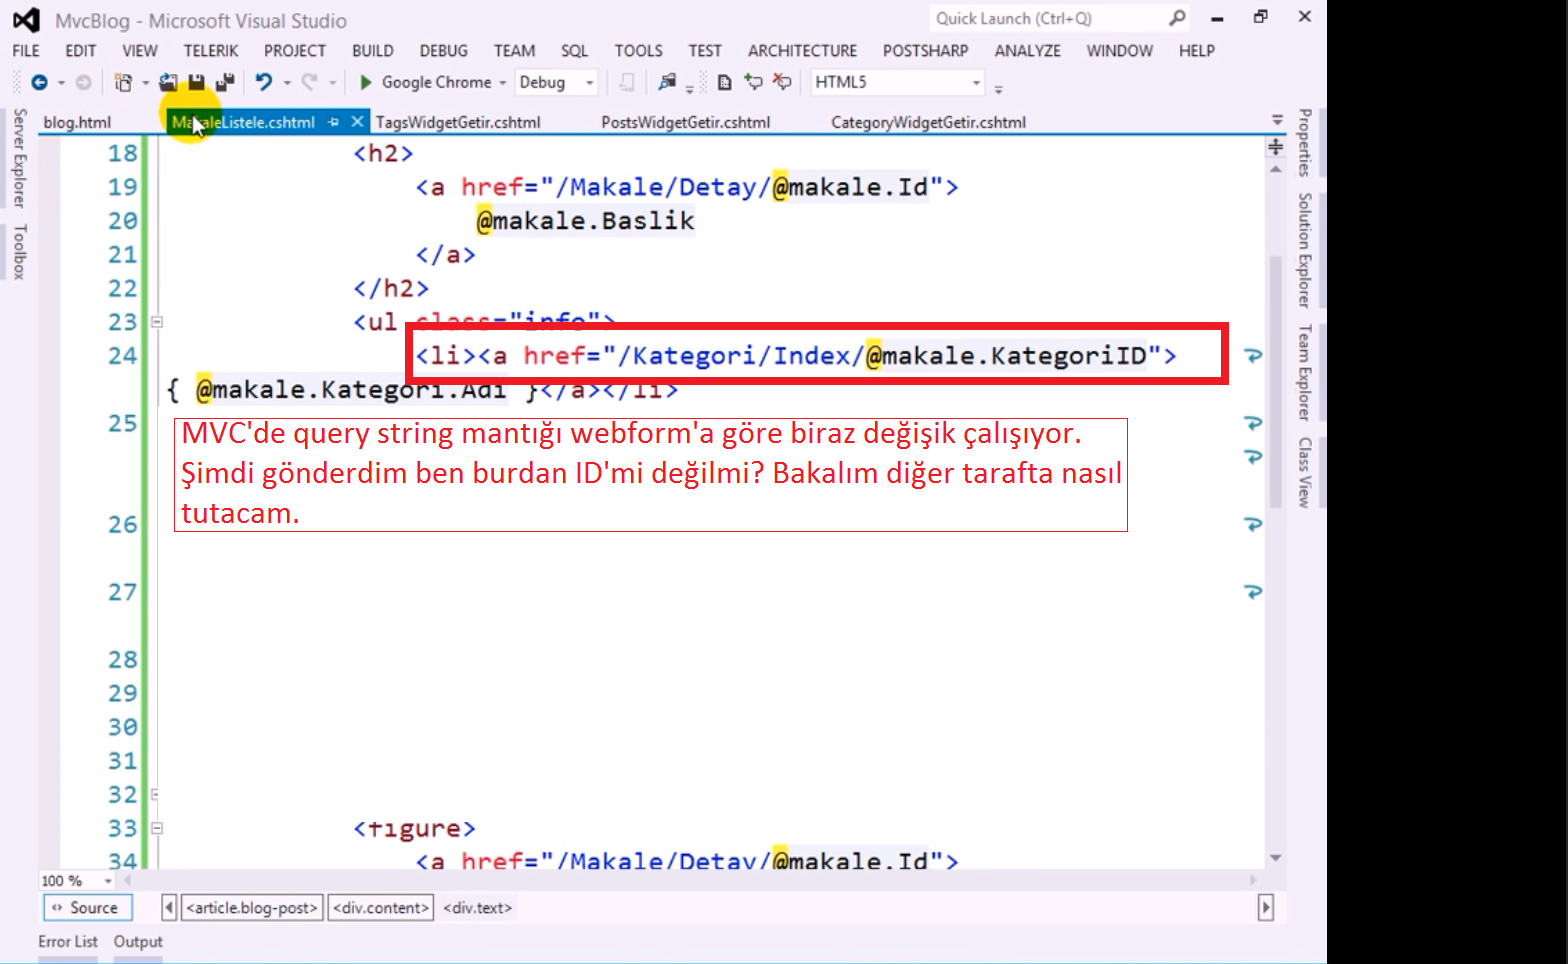 MvcBlog - Microsoft Visual Studio
Quick Launch (Ctrl+Q)
FILE EDIT VIEW TELERIK PROJECT BUILD DEBUG TEAM SQL TOOLS TEST ARCHITECTURE POSTSHARP ANALYZE WINDOW HELP
Google Chrome Debug HTML5
blog.html MakaleListele.cshtml TagsWidgetGetir.cshtml PostsWidgetGetir.cshtml CategoryWidgetGetir.cshtml
Server Explorer
Toolbox
18 <h2>
19 <a href="/Makale/Detay/@makale.Id">
20 @makale.Baslik
21 </a>
22 </h2>
23 <ul class="info">
24 <li><a href="/Kategori/Index/@makale.KategoriID">
{ @makale.Kategori.Adi }</a></li>
25
MVC'de query string mantığı webform'a göre biraz değişik çalışıyor.
Şimdi gönderdim ben burdan ID'mi değilmi? Bakalım diğer tarafta nasıl
tutacam.
26
27
28
29
30
31
32
33 <figure>
34 <a href="/Makale/Detay/@makale.Id">
Properties
Solution Explorer
Team Explorer
Class View
100 %
Source <article.blog-post> <div.content> <div.text>
Error List Output